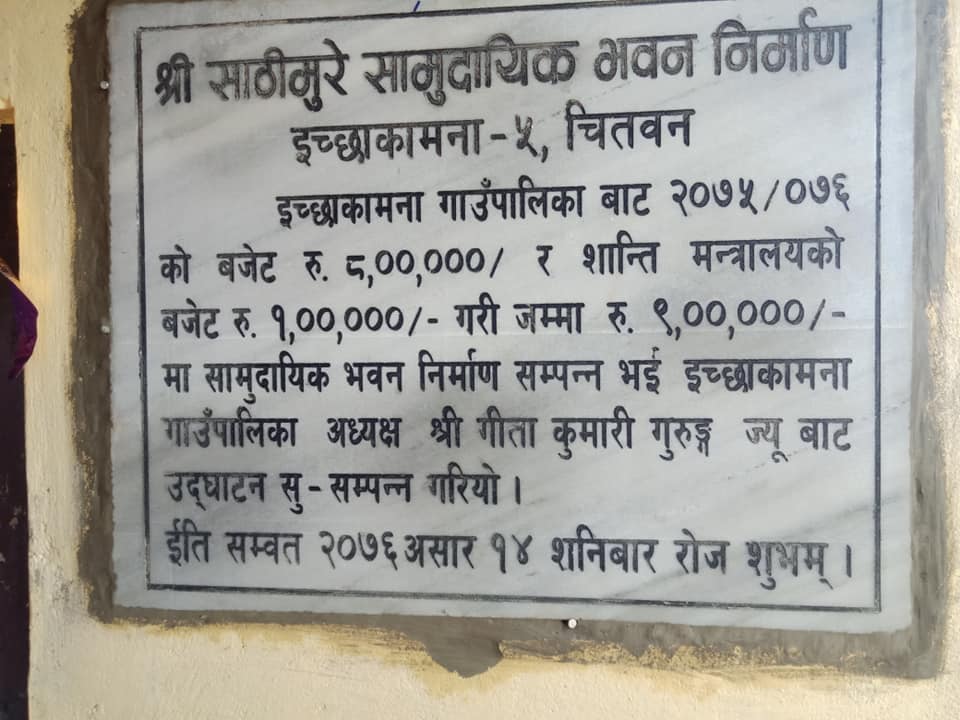 श्री साठीमुरे सामुदायिक भवन निर्माण
इच्छाकामना - ५, चितवन
इच्छाकामना गाउँपालिका बाट २०७५/०७६
को बजेट रु. ८,००,०००/ र शान्ति मन्त्रालयको
बजेट रु. १,००,०००/- गरी जम्मा रु. ९,००,०००/-
मा सामुदायिक भवन निर्माण सम्पन्न भई इच्छाकामना
गाउँपालिका अध्यक्ष श्री गीता कुमारी गुरुङ्ग ज्यू बाट
उद्‌घाटन सु - सम्पन्न गरियो ।
ईति सम्वत २०७६ असार १४ शनिबार रोज शुभम् ।